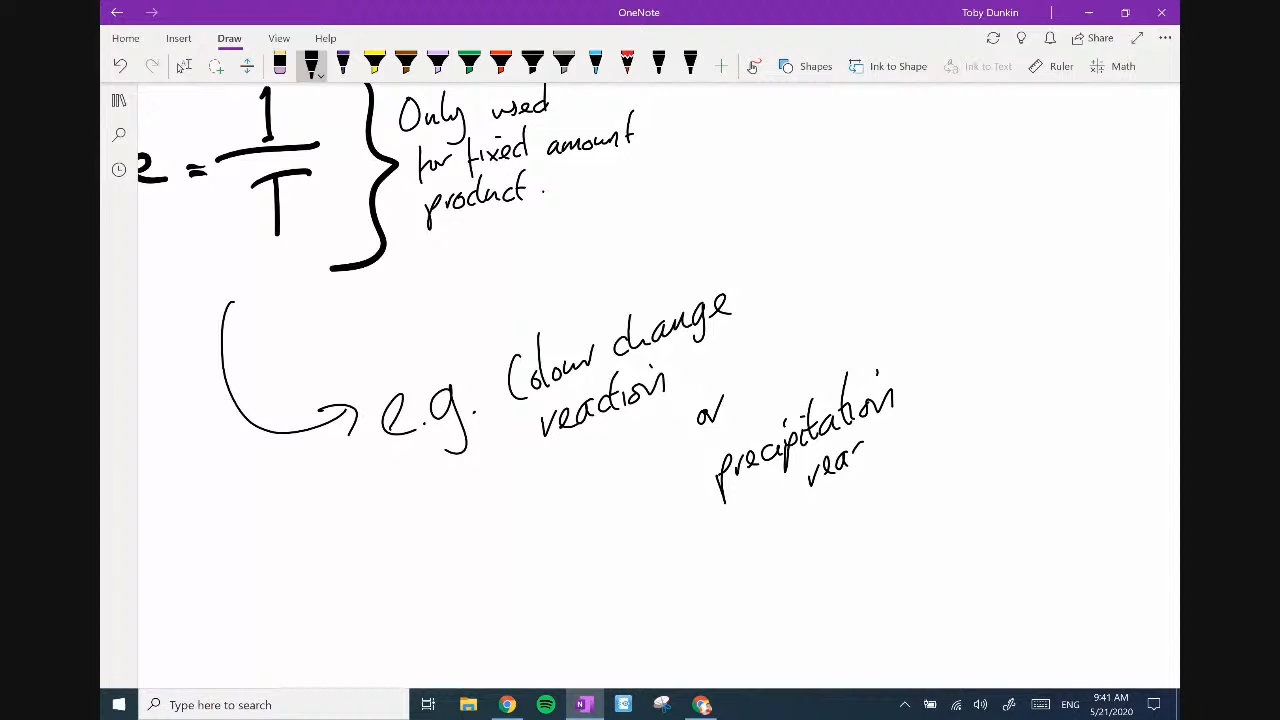 OneNote
Toby Dunkin
Home Insert Draw View Help
Share
Shapes Ink to Shape Ink to Text Ruler Math
e = 1
T
Only used
for fixed amount
product.
e.g. Colour change
reaction
or
precipitation
reac
Type here to search
ENG
9:41 AM
5/21/2020